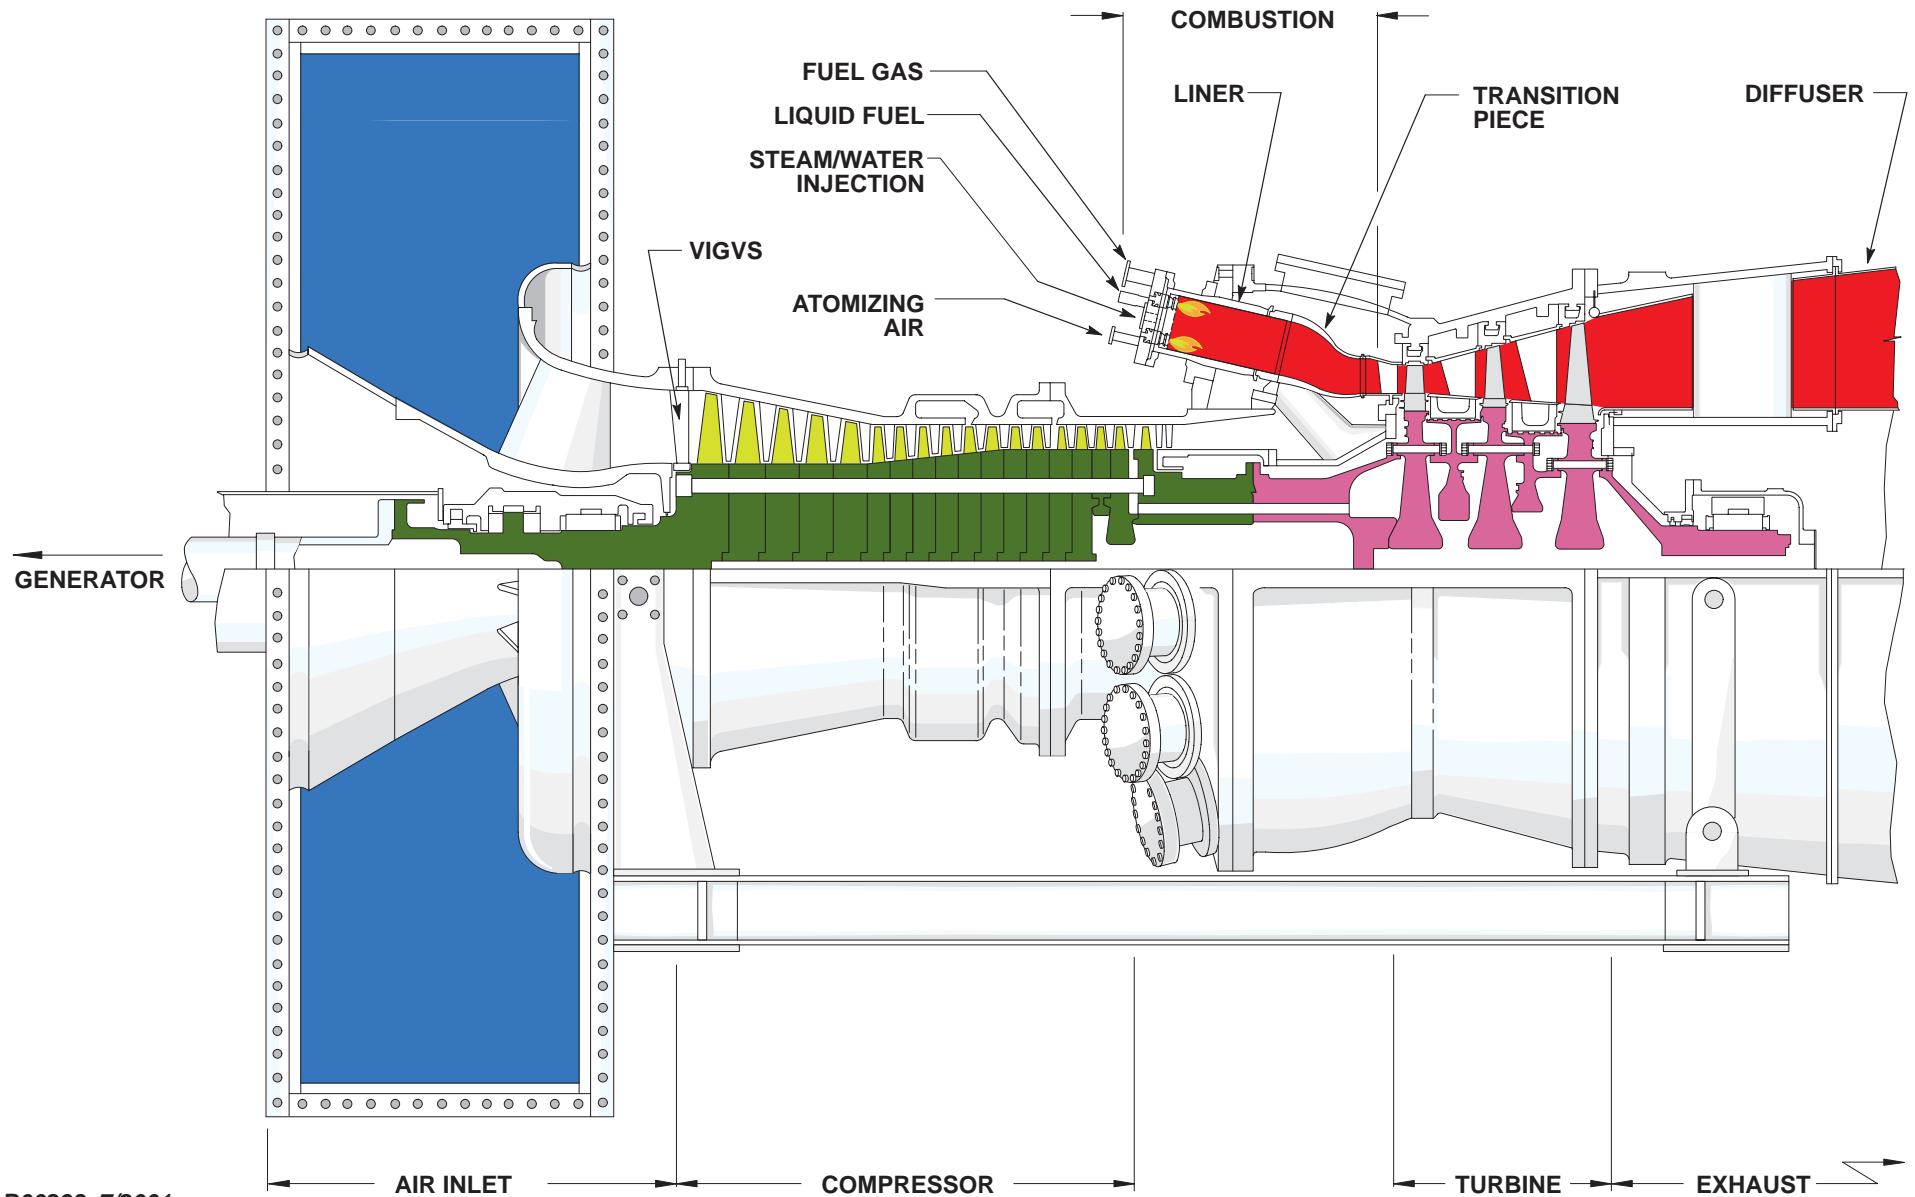 COMBUSTION
FUEL GAS
LINER
TRANSITION
PIECE
DIFFUSER
LIQUID FUEL
STEAM/WATER
INJECTION
VIGVS
ATOMIZING
AIR
GENERATOR
AIR INLET
COMPRESSOR
TURBINE
EXHAUST